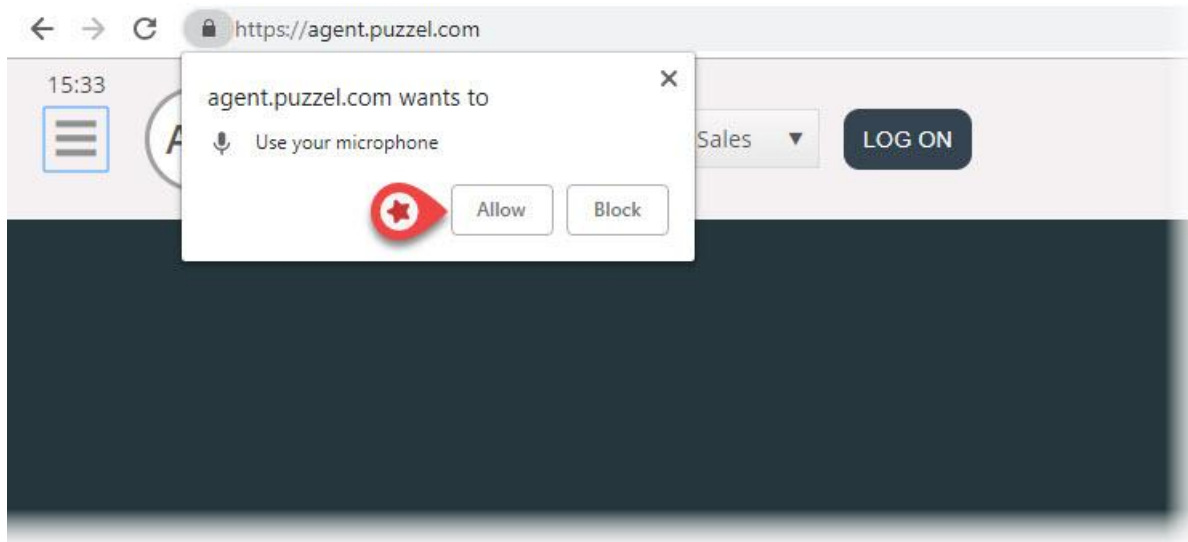 https://agent.puzzel.com
15:33
agent.puzzel.com wants to
Use your microphone
A
Sales
LOG ON
Allow
Block